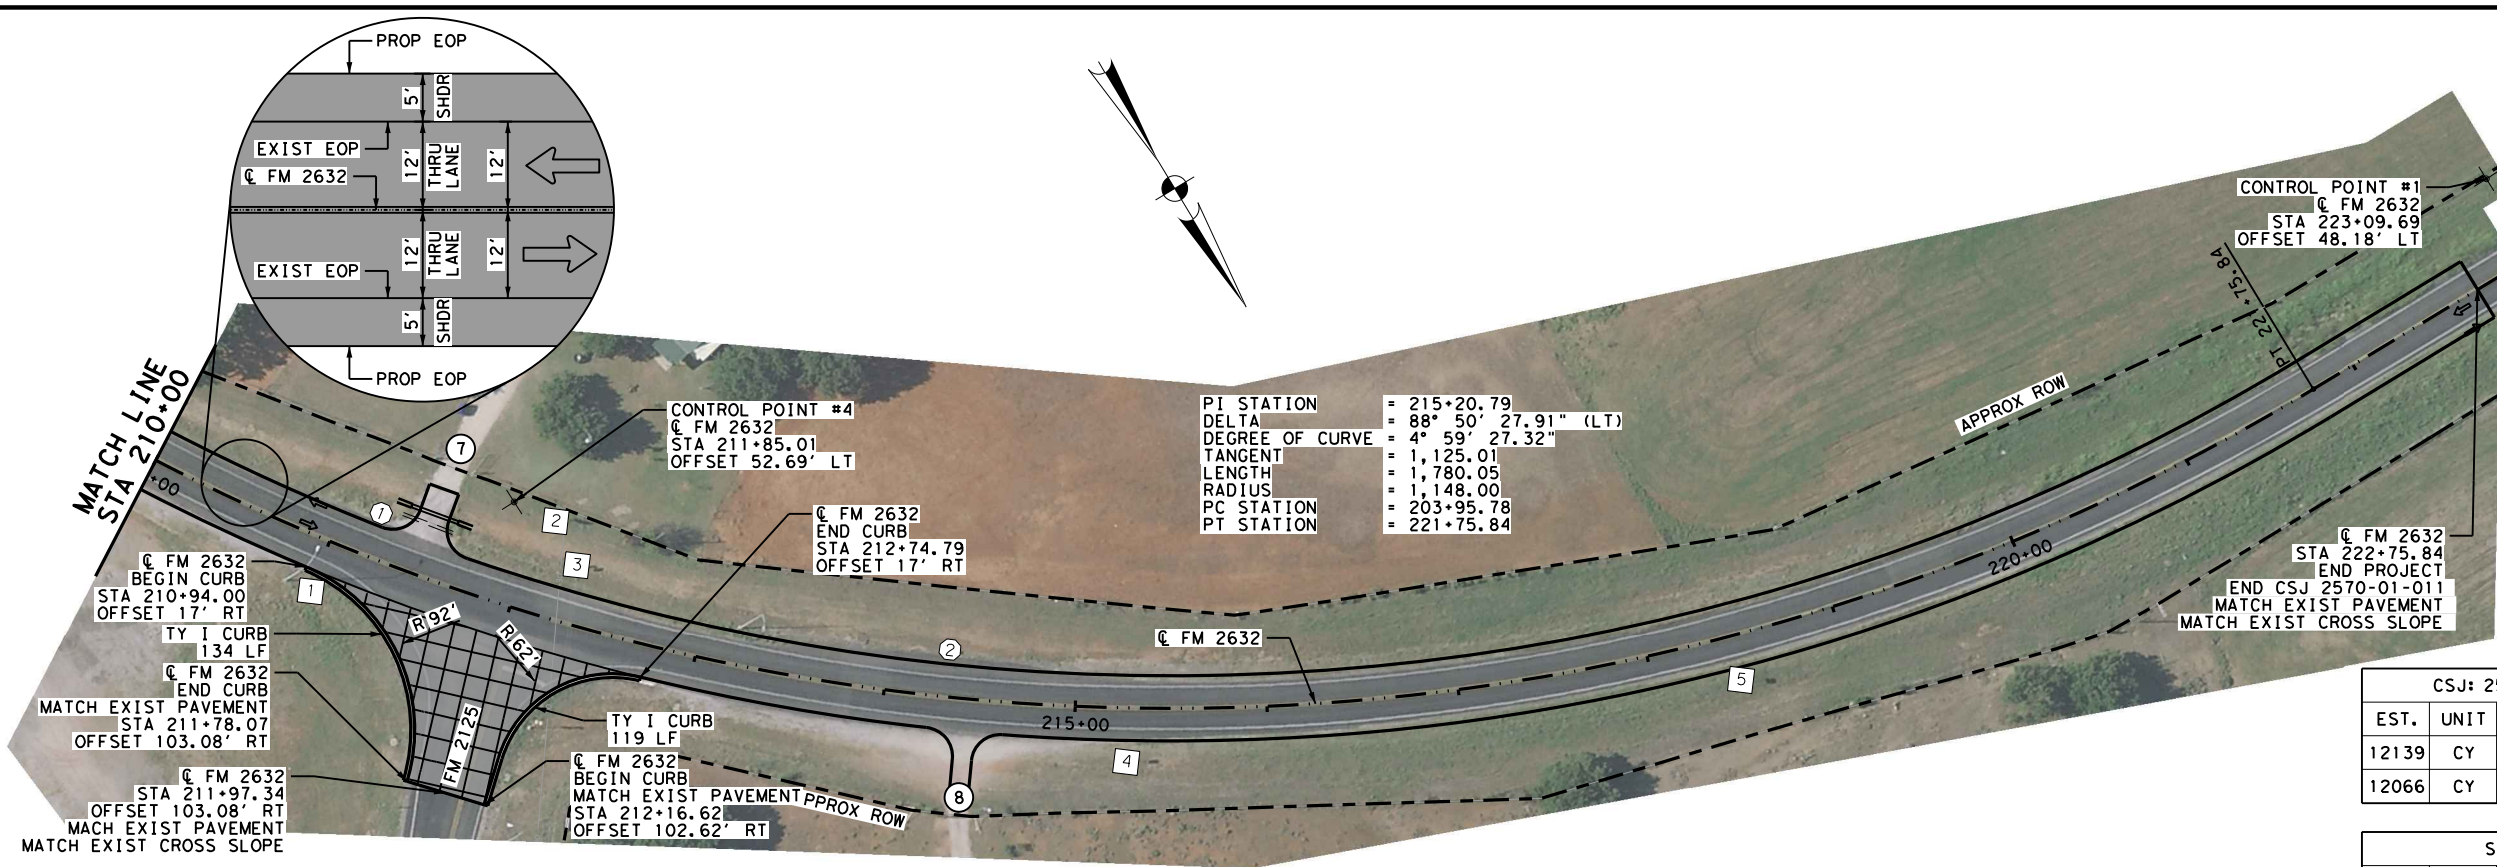 PROP EOP
5'
SHDR
EXIST EOP
12'
THRU
LANE
12'
℄ FM 2632
12'
THRU
LANE
12'
EXIST EOP
5'
SHDR
PROP EOP
MATCH LINE
STA 210+00
+00
7
1
CONTROL POINT #4
℄ FM 2632
STA 211+85.01
OFFSET 52.69' LT
2
3
℄ FM 2632
END CURB
STA 212+74.79
OFFSET 17' RT
PI STATION = 215+20.79
DELTA = 88° 50' 27.91" (LT)
DEGREE OF CURVE = 4° 59' 27.32"
TANGENT = 1,125.01
LENGTH = 1,780.05
RADIUS = 1,148.00
PC STATION = 203+95.78
PT STATION = 221+75.84
APPROX ROW
CONTROL POINT #1
℄ FM 2632
STA 223+09.69
OFFSET 48.18' LT
PT 221+75.84
℄ FM 2632
STA 222+75.84
END PROJECT
END CSJ 2570-01-011
MATCH EXIST PAVEMENT
MATCH EXIST CROSS SLOPE
220+00
℄ FM 2632
BEGIN CURB
STA 210+94.00
OFFSET 17' RT
1
TY I CURB
134 LF
R 92'
R 62'
℄ FM 2632
END CURB
MATCH EXIST PAVEMENT
STA 211+78.07
OFFSET 103.08' RT
FM 2125
℄ FM 2632
STA 211+97.34
OFFSET 103.08' RT
MACH EXIST PAVEMENT
MATCH EXIST CROSS SLOPE
TY I CURB
119 LF
℄ FM 2632
BEGIN CURB
MATCH EXIST PAVEMENT
STA 212+16.62
OFFSET 102.62' RT
PPROX ROW
2
℄ FM 2632
215+00
8
4
5
CSJ: 25
EST. UNIT
12139 CY
12066 CY
S